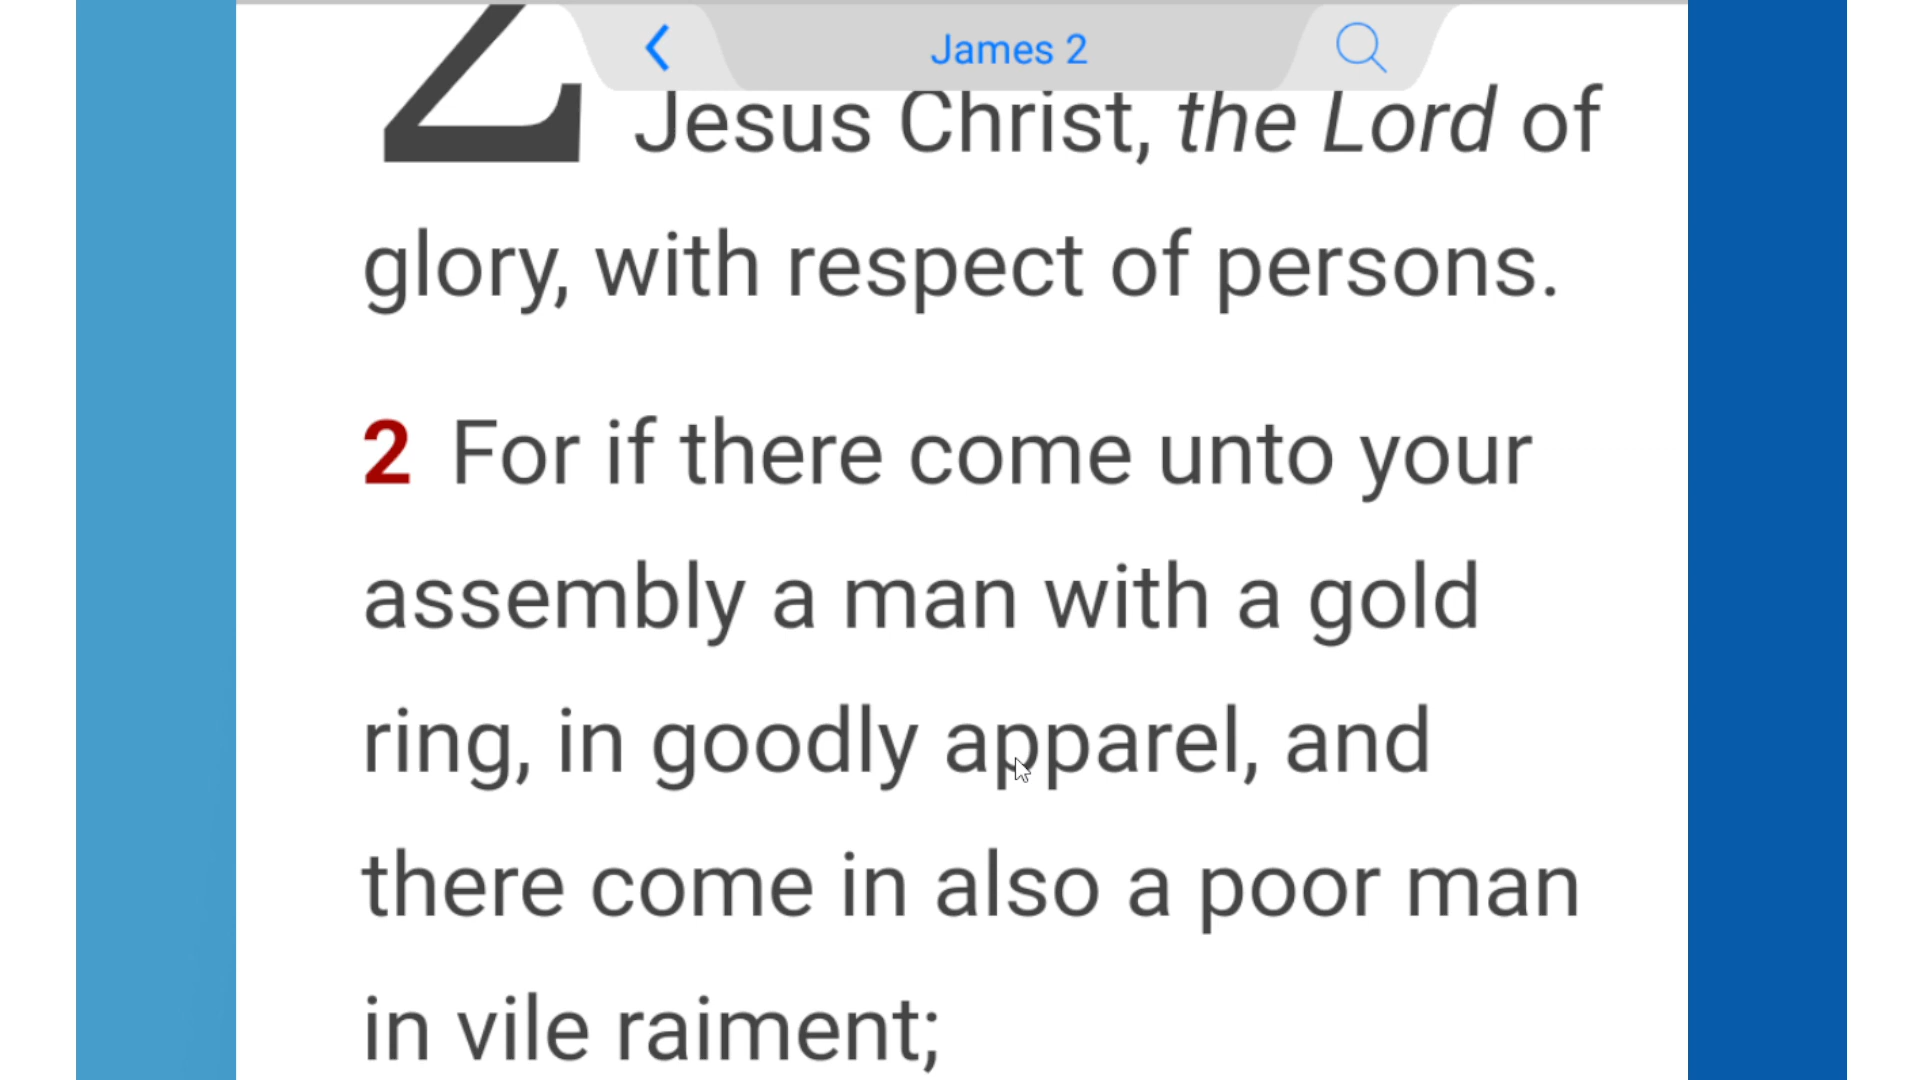 James 2
2 Jesus Christ, the Lord of
glory, with respect of persons.
2 For if there come unto your
assembly a man with a gold
ring, in goodly apparel, and
there come in also a poor man
in vile raiment;